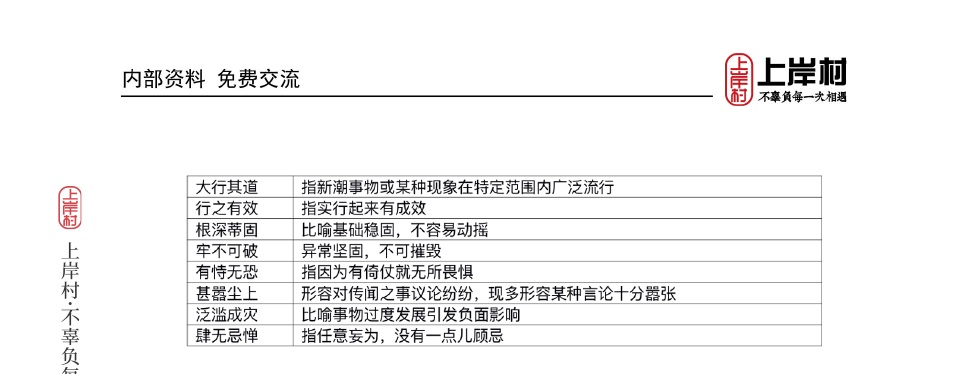 内部资料 免费交流
上岸村
上岸村
不辜负每一次相遇
大行其道 指新潮事物或某种现象在特定范围内广泛流行
行之有效 指实行起来有成效
根深蒂固 比喻基础稳固，不容易动摇
牢不可破 异常坚固，不可摧毁
有恃无恐 指因为有倚仗就无所畏惧
甚嚣尘上 形容对传闻之事议论纷纷，现多形容某种言论十分嚣张
泛滥成灾 比喻事物过度发展引发负面影响
肆无忌惮 指任意妄为，没有一点儿顾忌
上岸村
上岸村·不辜负